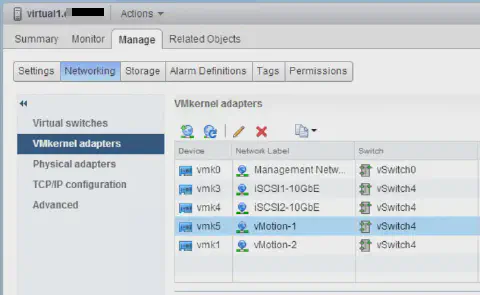 virtual1. Actions
Summary Monitor Manage Related Objects
Settings Networking Storage Alarm Definitions Tags Permissions
Virtual switches
VMkernel adapters
Physical adapters
TCP/IP configuration
Advanced
VMkernel adapters
Device Network Label Switch
vmk0 Management Netw... vSwitch0
vmk3 iSCSI1-10GbE vSwitch4
vmk4 iSCSI2-10GbE vSwitch4
vmk5 vMotion-1 vSwitch4
vmk1 vMotion-2 vSwitch4